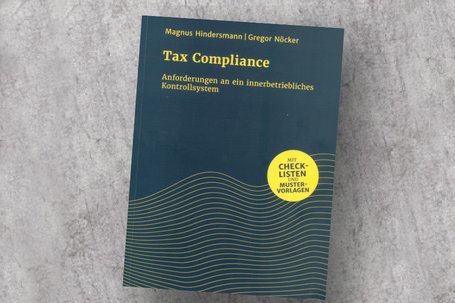 Magnus Hindersmann | Gregor Nöcker
Tax Compliance
Anforderungen an ein innerbetriebliches
Kontrollsystem
MIT
CHECK-
LISTEN
UND
MUSTER-
VORLAGEN